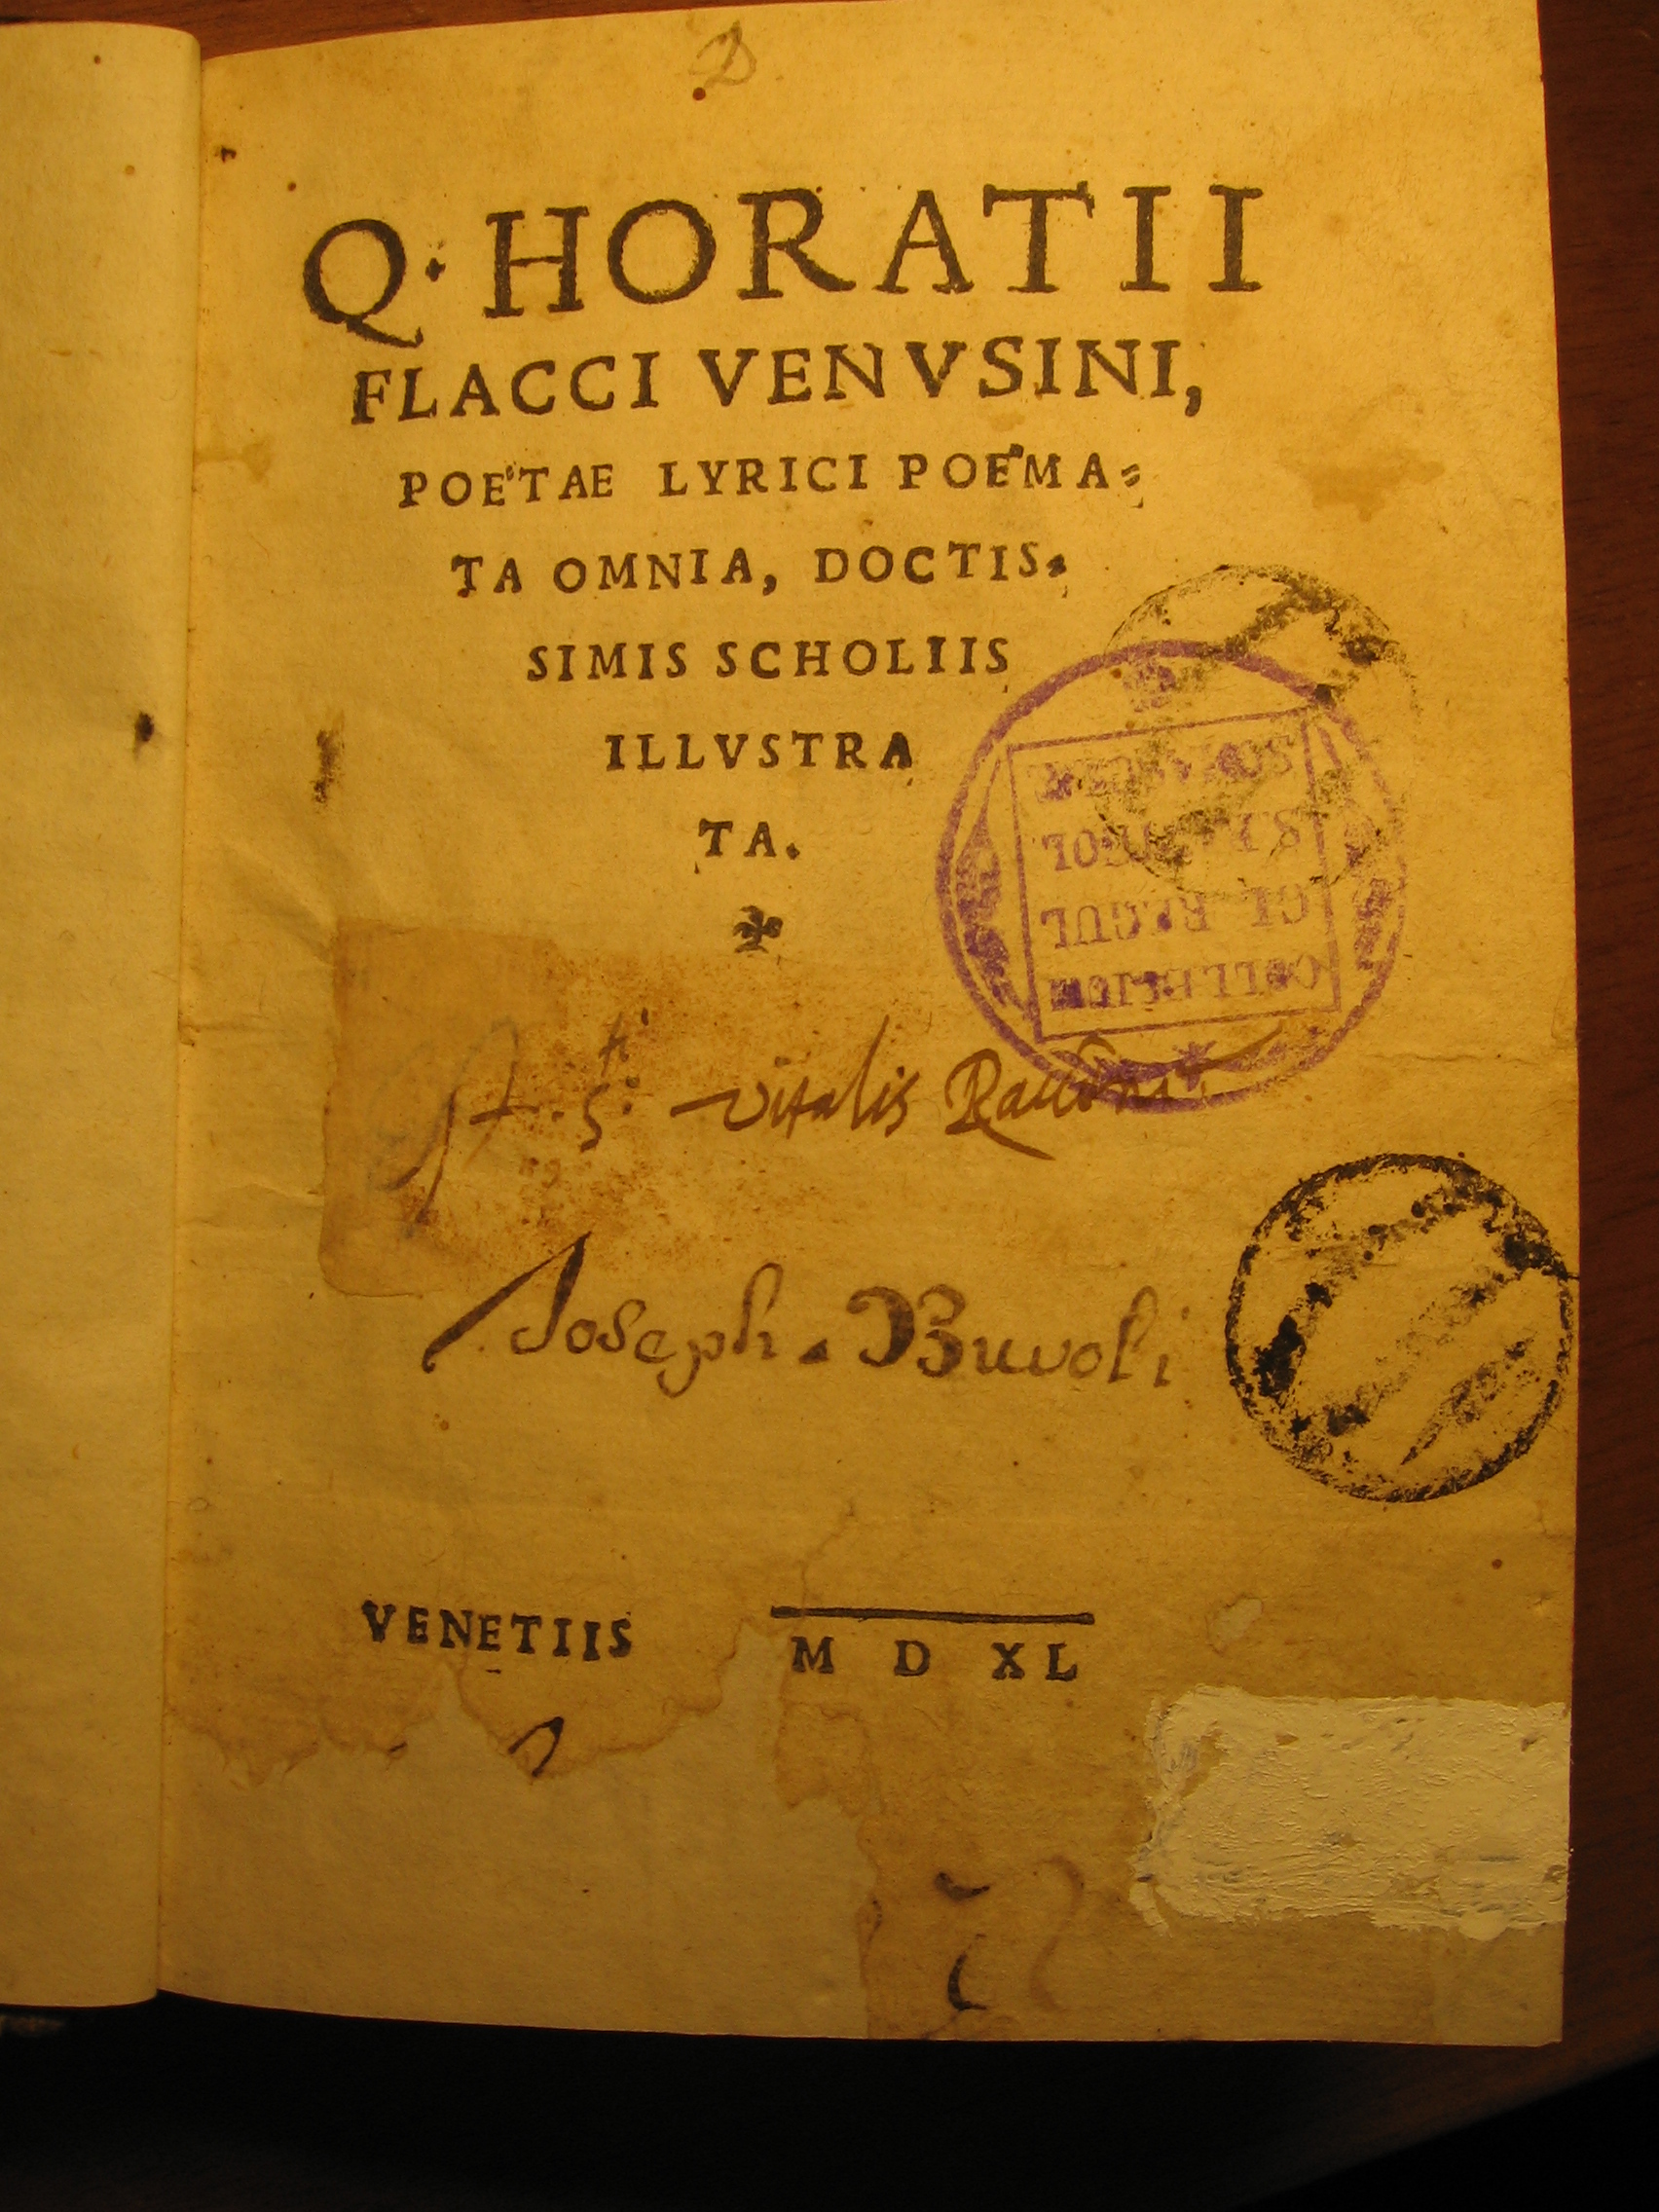 Q. HORATII
FLACCI VENVSINI,
POETAE LYRICI POEMA=
TA OMNIA, DOCTIS=
SIMIS SCHOLIIS
ILLVSTRA
TA.
vitalis
Joseph. Buvoli
VENETIIS M D XL